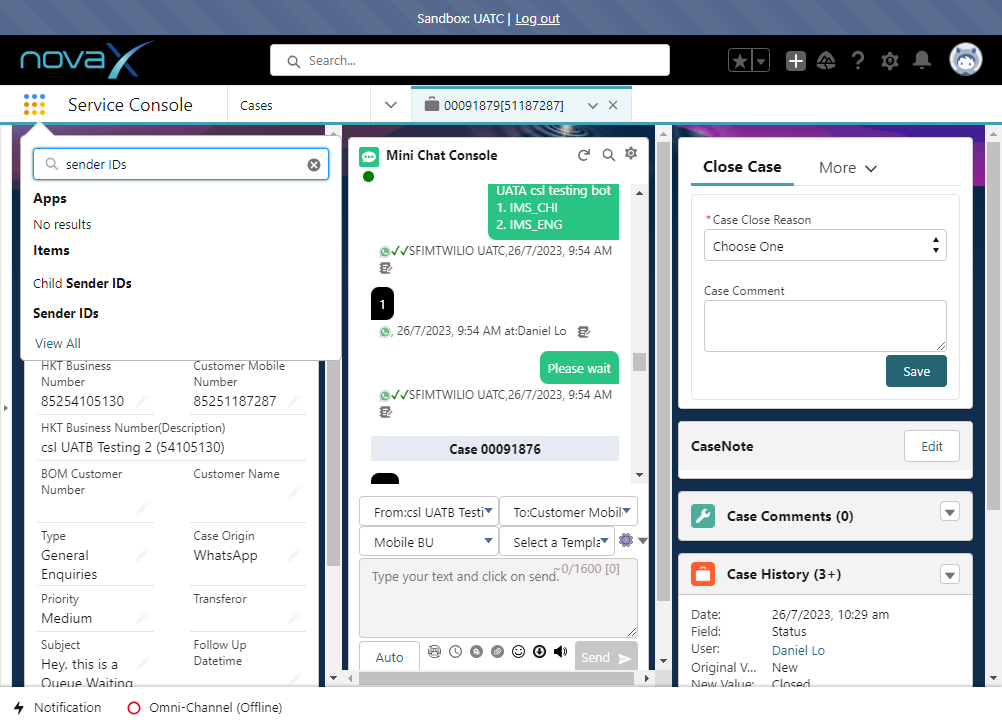 Sandbox: UATC | Log out
novaX
Search...
Service Console
Cases
00091879[51187287]
sender IDs
Apps
No results
Items
Child Sender IDs
Sender IDs
View All
HKT Business Number
Customer Mobile Number
85254105130
85251187287
HKT Business Number(Description)
csl UATB Testing 2 (54105130)
BOM Customer Number
Customer Name
Type
General Enquiries
Case Origin
WhatsApp
Priority
Medium
Transferor
Subject
Hey, this is a
Queue Waiting
Follow Up Datetime
Mini Chat Console
UATA csl testing bot
1. IMS_CHI
2. IMS_ENG
SFIMTWILIO UATC,26/7/2023, 9:54 AM
1
, 26/7/2023, 9:54 AM at:Daniel Lo
Please wait
SFIMTWILIO UATC,26/7/2023, 9:54 AM
Case 00091876
From:csl UATB Testi
To:Customer Mobil
Mobile BU
Select a Templa
Type your text and click on send.
~0/1600 [0]
Auto
Send
Close Case
More
*Case Close Reason
Choose One
Case Comment
Save
CaseNote
Edit
Case Comments (0)
Case History (3+)
Date: 26/7/2023, 10:29 am
Field: Status
User: Daniel Lo
Original V... New
New Value: Closed
Notification
Omni-Channel (Offline)